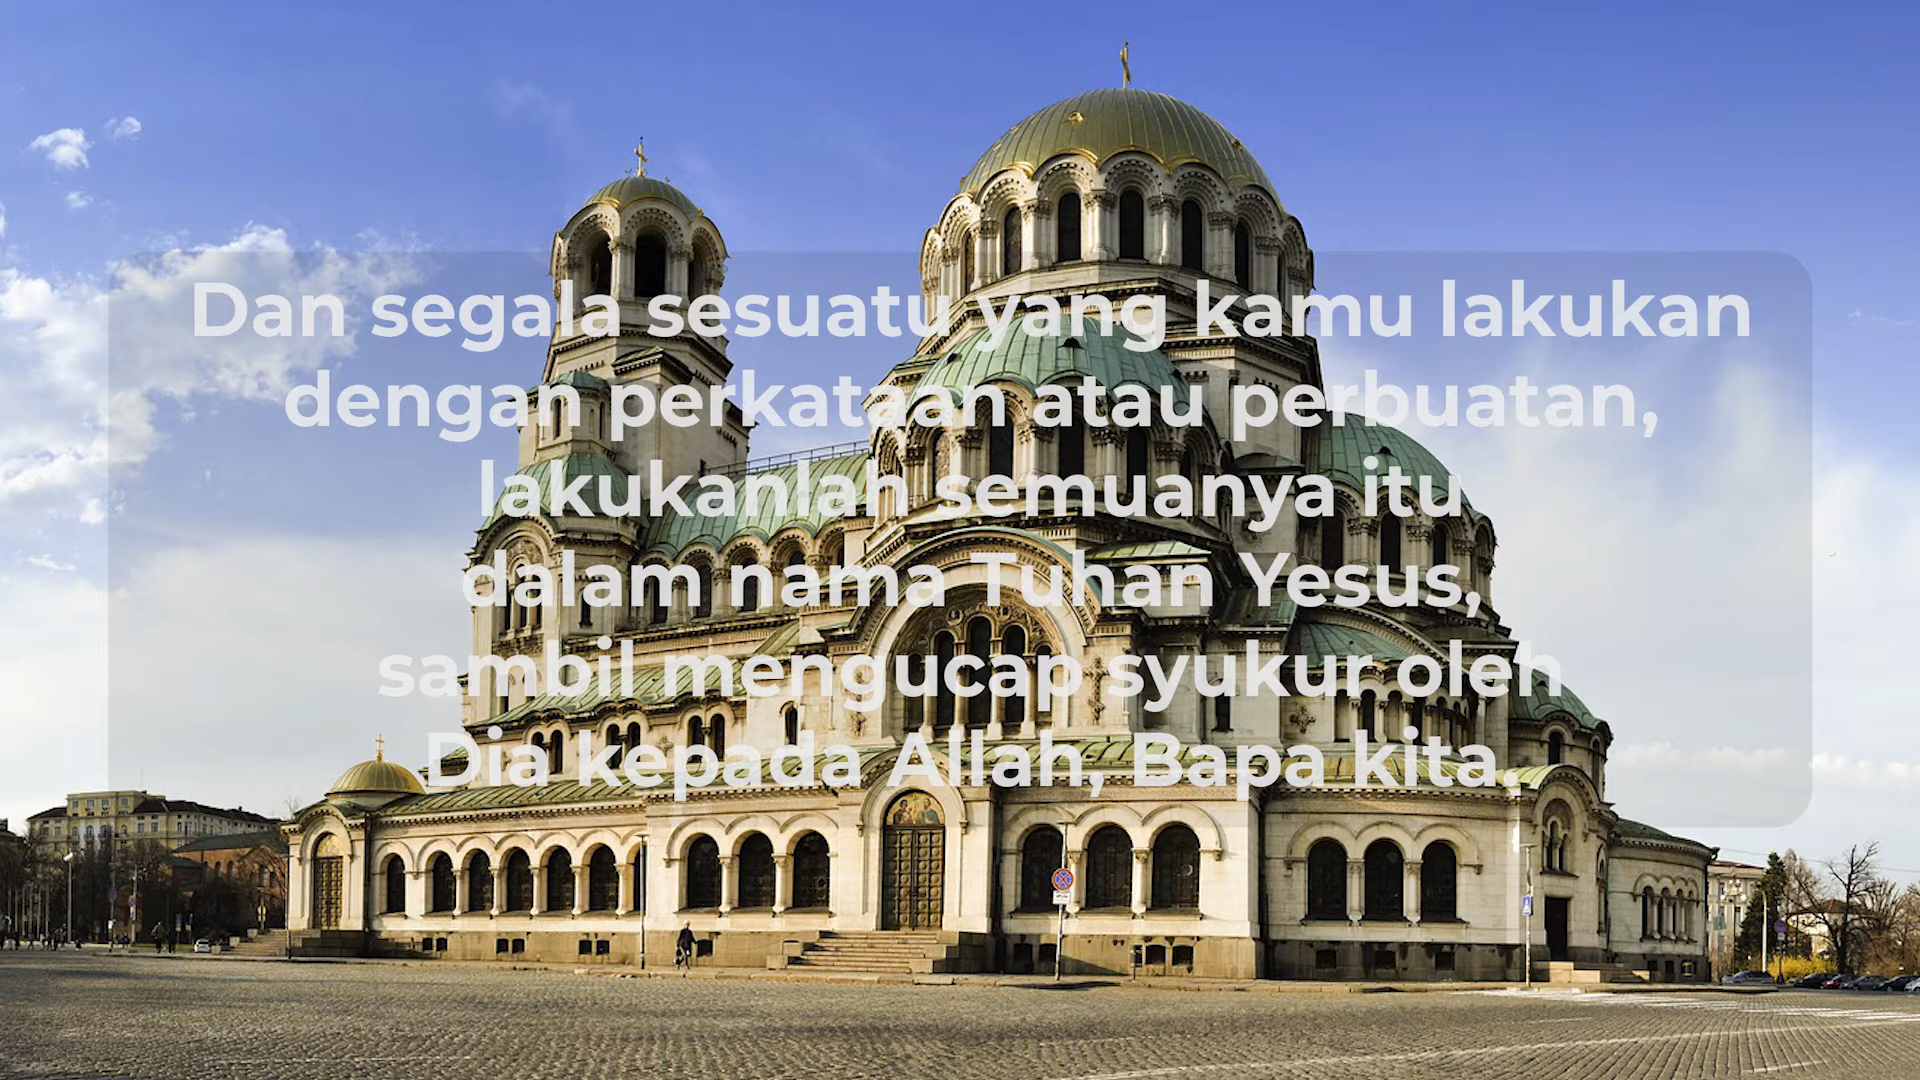 Dan segala sesuatu yang kamu lakukan
dengan perkataan atau perbuatan,
lakukanlah semuanya itu
dalam nama Tuhan Yesus,
sambil mengucap syukur oleh
Dia kepada Allah, Bapa kita.